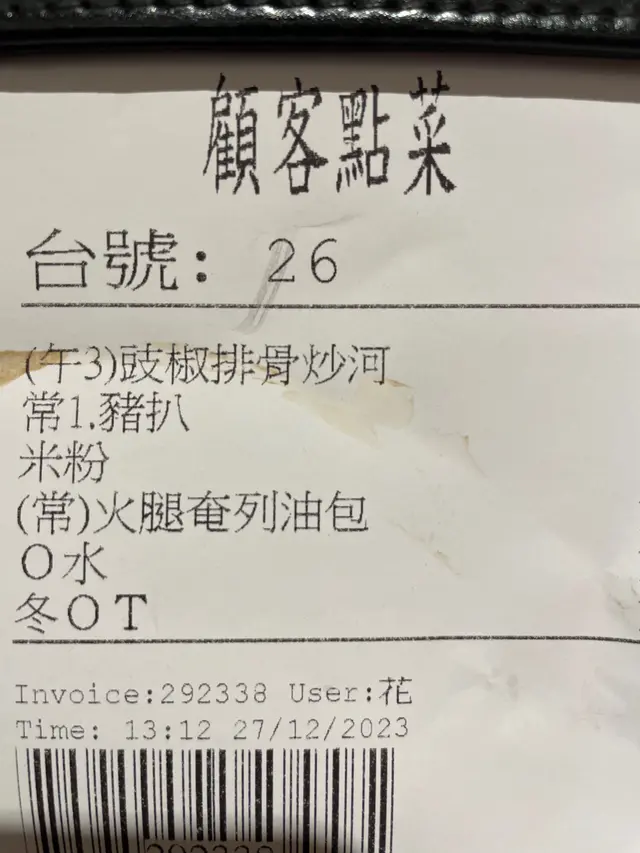 顧客點菜
台號: 26
(午3)豉椒排骨炒河
常1.豬扒
米粉
(常)火腿奄列油包
O水
冬OT
Invoice:292338 User:花
Time: 13:12 27/12/2023
292338